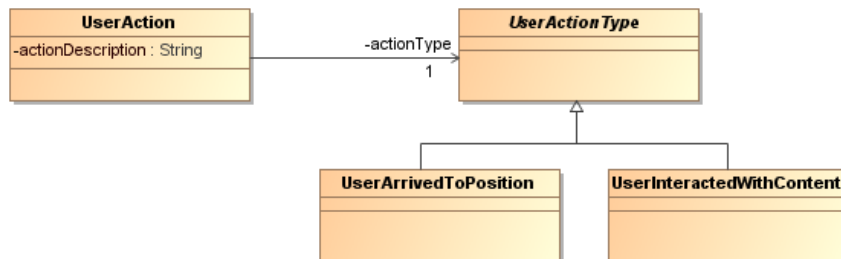 UserAction
-actionDescription : String
UserActionType
-actionType
1
UserArrivedToPosition
UserInteractedWithContent